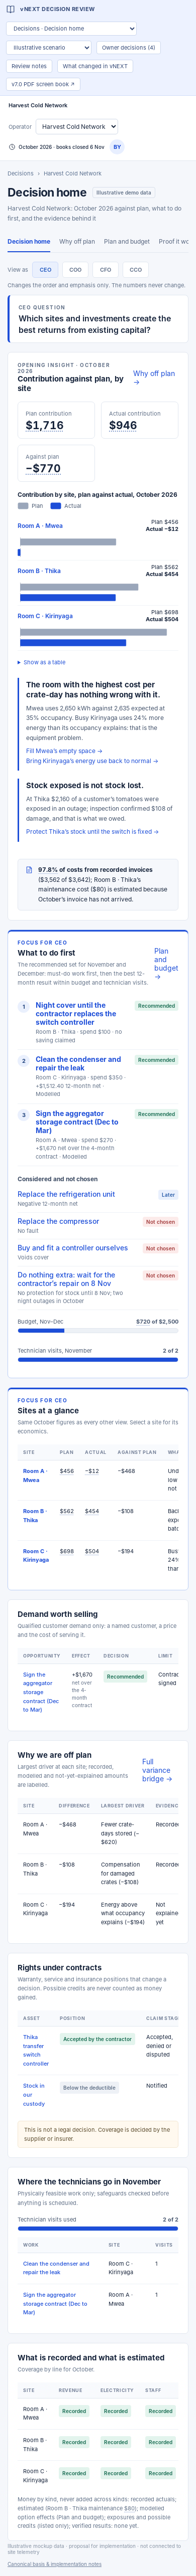 vNEXT DECISION REVIEW
Decisions · Decision home
Illustrative scenario
Owner decisions (4)
Review notes
What changed in vNEXT
v7.0 PDF screen book ↗
Harvest Cold Network
Operator
Harvest Cold Network
October 2026 · books closed 6 Nov
BY
Decisions › Harvest Cold Network
Decision home
Illustrative demo data
Harvest Cold Network: October 2026 against plan, what to do first, and the evidence behind it
Decision home
Why off plan
Plan and budget
Proof it wo
View as
CEO
COO
CFO
CCO
Changes the order and emphasis only. The numbers never change.
CEO QUESTION
Which sites and investments create the
best returns from existing capacity?
OPENING INSIGHT · OCTOBER
2026
Contribution against plan, by
site
Why off plan
→
Plan contribution
$1,716
Actual contribution
$946
Against plan
−$770
Contribution by site, plan against actual, October 2026
Plan
Actual
Room A · Mwea
Plan $456
Actual −$12
Room B · Thika
Plan $562
Actual $454
Room C · Kirinyaga
Plan $698
Actual $504
▸ Show as a table
The room with the highest cost per
crate-day has nothing wrong with it.
Mwea uses 2,650 kWh against 2,635 expected at
35% occupancy. Busy Kirinyaga uses 24% more
energy than its occupancy explains: that is the
equipment problem.
Fill Mwea's empty space →
Bring Kirinyaga's energy use back to normal →
Stock exposed is not stock lost.
At Thika $2,160 of a customer's tomatoes were
exposed in an outage; inspection confirmed $108 of
damage, and that is what we owed.
Protect Thika's stock until the switch is fixed →
97.8% of costs from recorded invoices
($3,562 of $3,642); Room B · Thika's
maintenance cost ($80) is estimated because
October's invoice has not arrived.
FOCUS FOR CEO
What to do first
The recommended set for November and
December: must-do work first, then the best 12-
month return within budget and technician visits.
Plan
and
budget
→
1
Night cover until the
contractor replaces the
switch controller
Recommended
Room B · Thika · spend $100 · no
saving claimed
2
Clean the condenser and
repair the leak
Recommended
Room C · Kirinyaga · spend $350 ·
+$1,512.40 12-month net ·
Modelled
3
Sign the aggregator
storage contract (Dec to
Mar)
Recommended
Room A · Mwea · spend $270 ·
+$1,670 net over the 4-month
contract · Modelled
Considered and not chosen
Replace the refrigeration unit
Later
Negative 12-month net
Replace the compressor
Not chosen
No fault
Buy and fit a controller ourselves
Not chosen
Voids cover
Do nothing extra: wait for the
contractor's repair on 8 Nov
Not chosen
No protection for stock until 8 Nov; two
night outages in October
Budget, Nov–Dec
$720 of $2,500
Technician visits, November
2 of 2
FOCUS FOR CEO
Sites at a glance
Same October figures as every other view. Select a site for its
economics.
SITE PLAN ACTUAL AGAINST PLAN
Room A ·
Mwea
$456 −$12 −$468
Room B ·
Thika
$562 $454 −$108
Room C ·
Kirinyaga
$698 $504 −$194
Demand worth selling
Qualified customer demand only: a named customer, a price
and the cost of serving it.
OPPORTUNITY EFFECT DECISION LIMIT
Sign the
aggregator
storage
contract (Dec
to Mar)
+$1,670
net over
the 4-
month
contract
Recommended
signed
Why we are off plan
Largest driver at each site; recorded,
modelled and not-yet-explained amounts
are labelled.
Full
variance
bridge →
SITE DIFFERENCE LARGEST DRIVER EVIDENC
Room A ·
Mwea
−$468
Fewer crate-
days stored (−
$620)
Recorded
Room B ·
Thika
−$108
Compensation
for damaged
crates (−$108)
Recorded
Room C ·
Kirinyaga
−$194
Energy above
what occupancy
explains (−$194)
Not
explaine
yet
Rights under contracts
Warranty, service and insurance positions that change a
decision. Possible credits are never counted as money
gained.
ASSET POSITION CLAIM STAG
Thika
transfer
switch
controller
Accepted by the contractor
Accepted,
denied or
disputed
Stock in
our
custody
Below the deductible
Notified
This is not a legal decision. Coverage is decided by the
supplier or insurer.
Where the technicians go in November
Physically feasible work only; safeguards checked before
anything is scheduled.
Technician visits used
2 of 2
WORK SITE VISITS
Clean the condenser and
repair the leak
Room C ·
Kirinyaga
1
Sign the aggregator
storage contract (Dec to
Mar)
Room A ·
Mwea
1
What is recorded and what is estimated
Coverage by line for October.
SITE REVENUE ELECTRICITY STAFF
Room A ·
Mwea
Recorded Recorded Recorded
Room B ·
Thika
Recorded Recorded Recorded
Room C ·
Kirinyaga
Recorded Recorded Recorded
Money by kind, never added across kinds: recorded actuals;
estimated (Room B · Thika maintenance $80); modelled
options (Plan and budget); exposures and possible
credits (listed only); verified results: none yet.
Illustrative mockup data · proposal for implementation · not connected to
site telemetry
Canonical basis & implementation notes